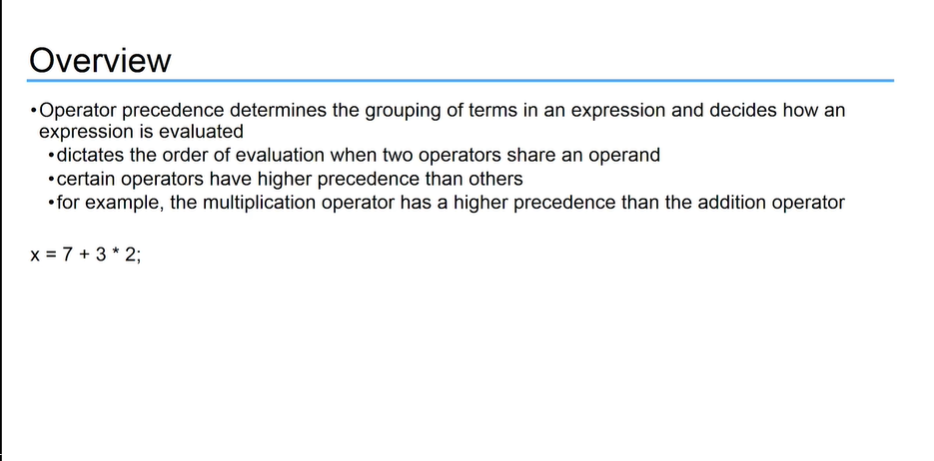 Overview
•Operator precedence determines the grouping of terms in an expression and decides how an
expression is evaluated
•dictates the order of evaluation when two operators share an operand
•certain operators have higher precedence than others
•for example, the multiplication operator has a higher precedence than the addition operator
x = 7 + 3 * 2;